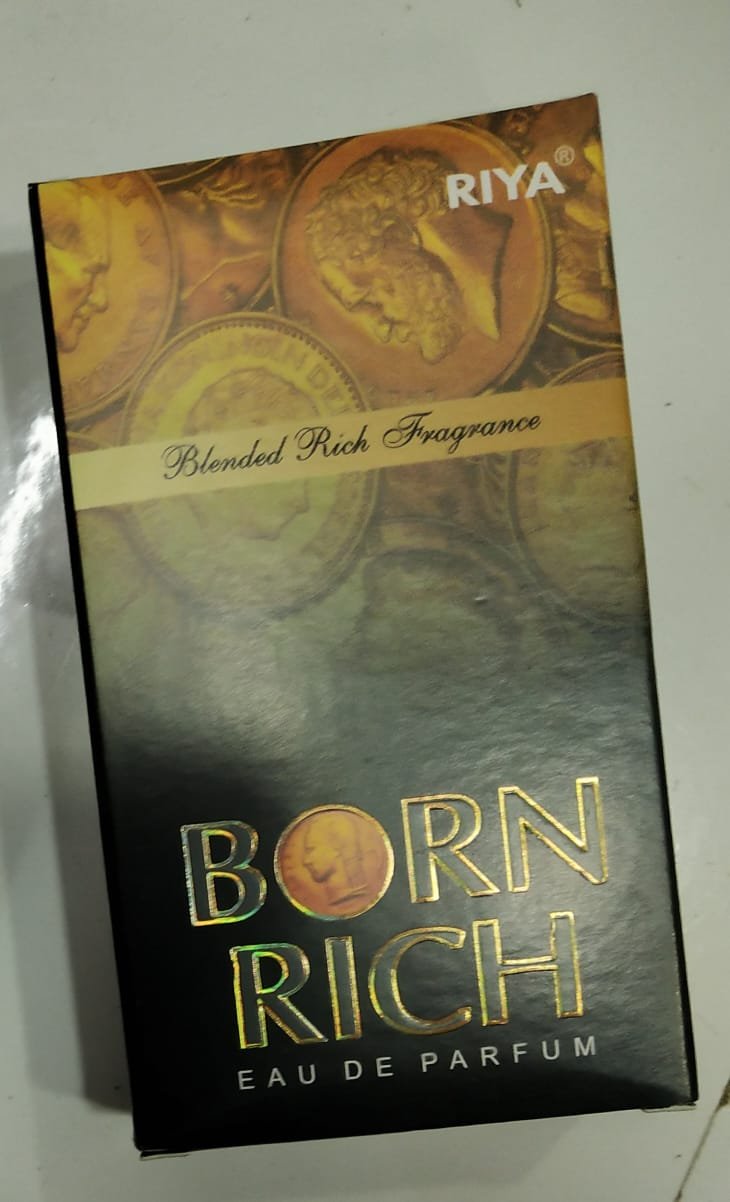 RIYA®
Blended Rich Fragrance
BORN
RICH
EAU DE PARFUM